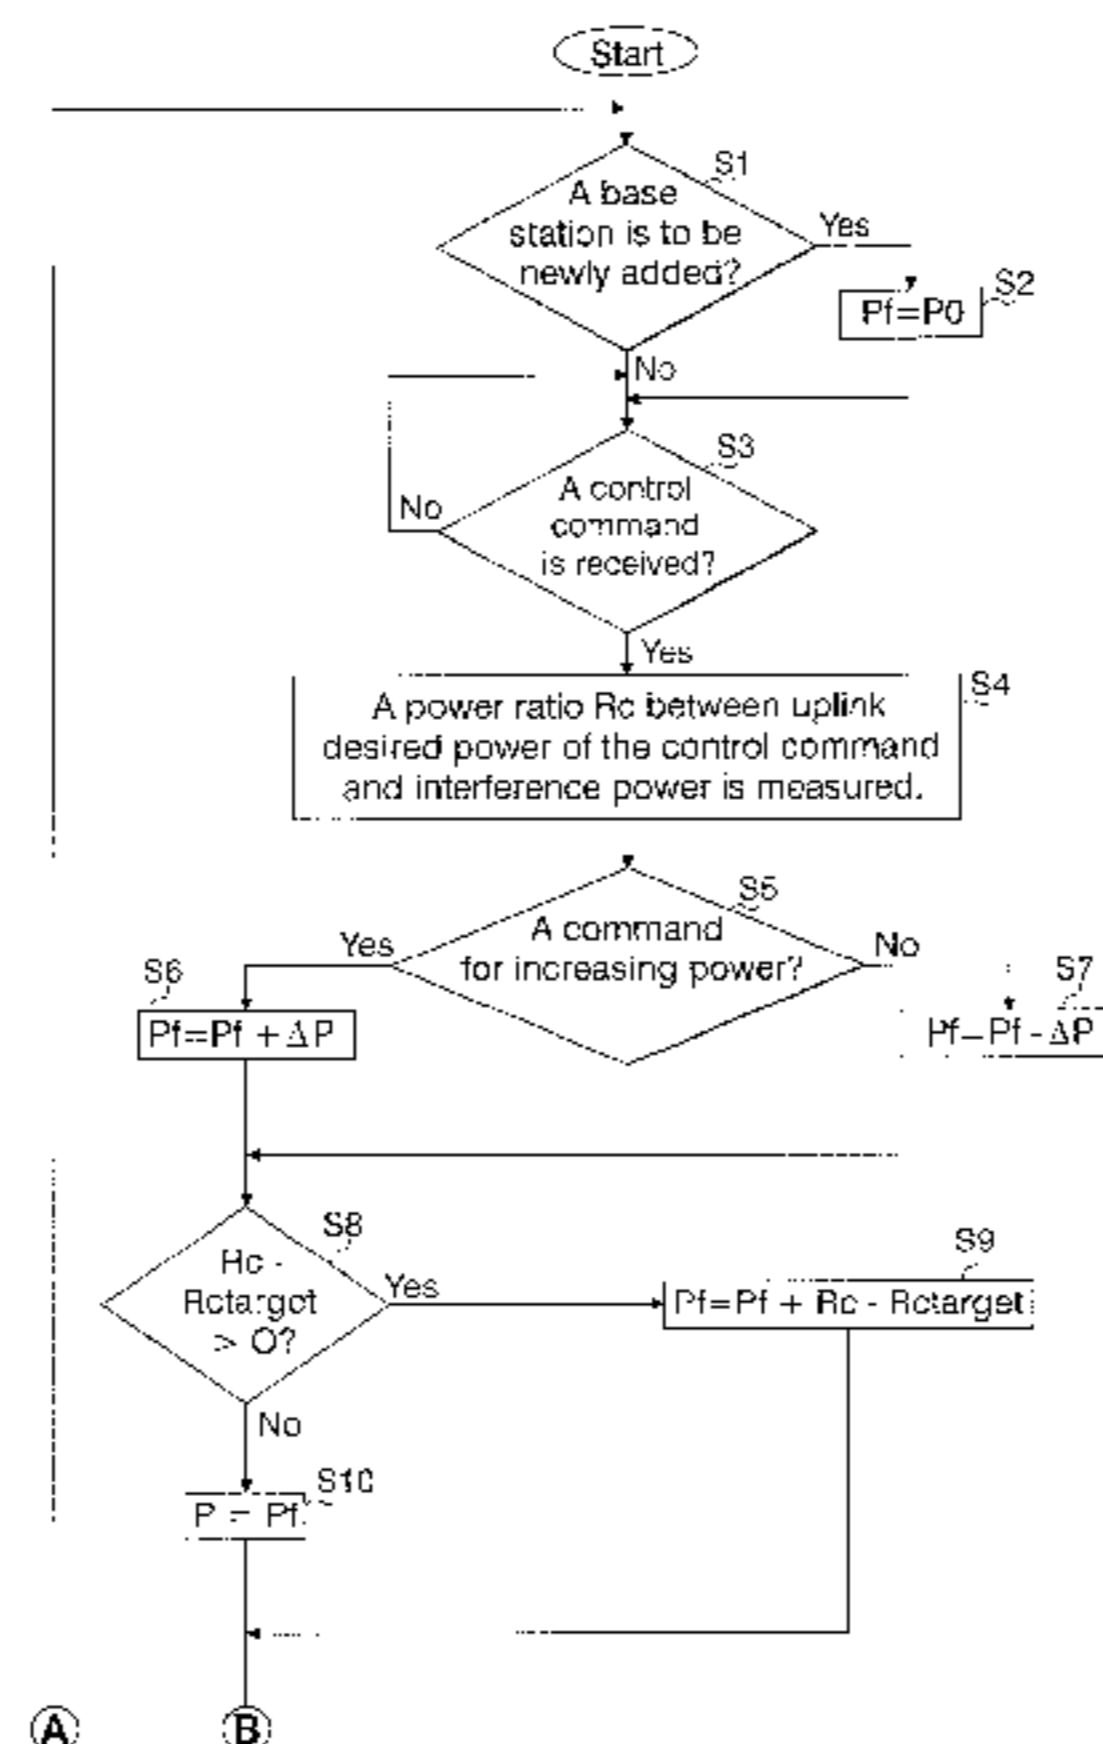 Start
S1
A base
station is to be
newly added?
Yes
S2
Pf=P0
No
S3
A control
command
is received?
No
Yes
S4
A power ratio Rc between uplink
desired power of the control command
and interference power is measured.
S5
A command
for increasing power?
Yes
No
S6
Pf=Pf + ΔP
S7
Pf=Pf - ΔP
S8
Rc -
Rctarget
> 0?
Yes
S9
Pf=Pf + Rc - Rctarget
No
S10
P = Pf
A
B